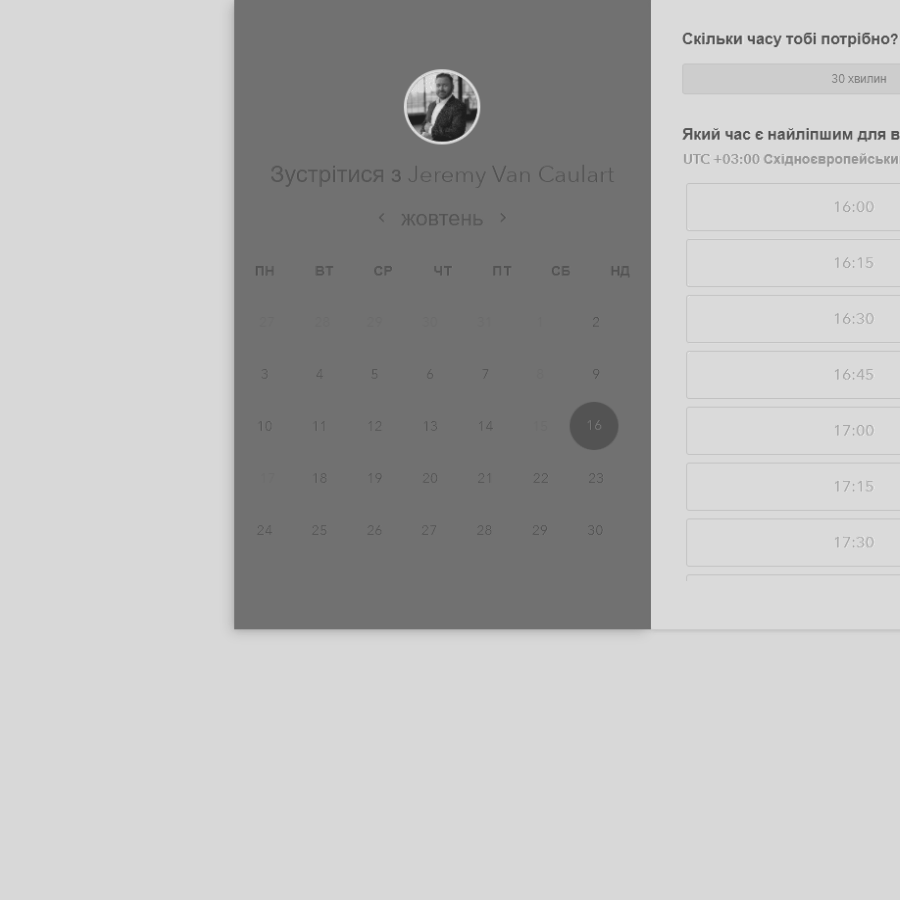 Зустрітися з Jeremy Van Caulart
‹ жовтень ›
ПН ВТ СР ЧТ ПТ СБ НД
27 28 29 30 31 1 2
3 4 5 6 7 8 9
10 11 12 13 14 15 16
17 18 19 20 21 22 23
24 25 26 27 28 29 30
Скільки часу тобі потрібно?
30 хвилин
Який час є найліпшим для в
UTC +03:00 Східноєвропейськи
16:00
16:15
16:30
16:45
17:00
17:15
17:30